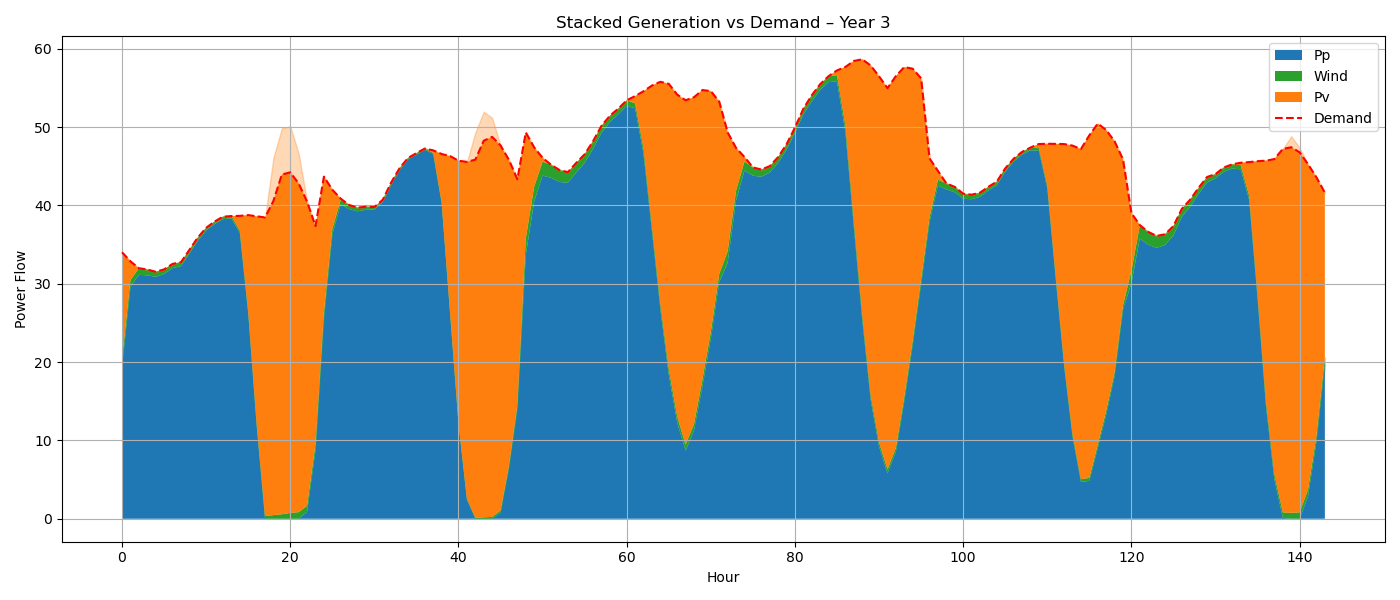 Stacked Generation vs Demand – Year 3
Power Flow
60
50
40
30
20
10
0
Pp
Wind
Pv
Demand
0 20 40 60 80 100 120 140
Hour